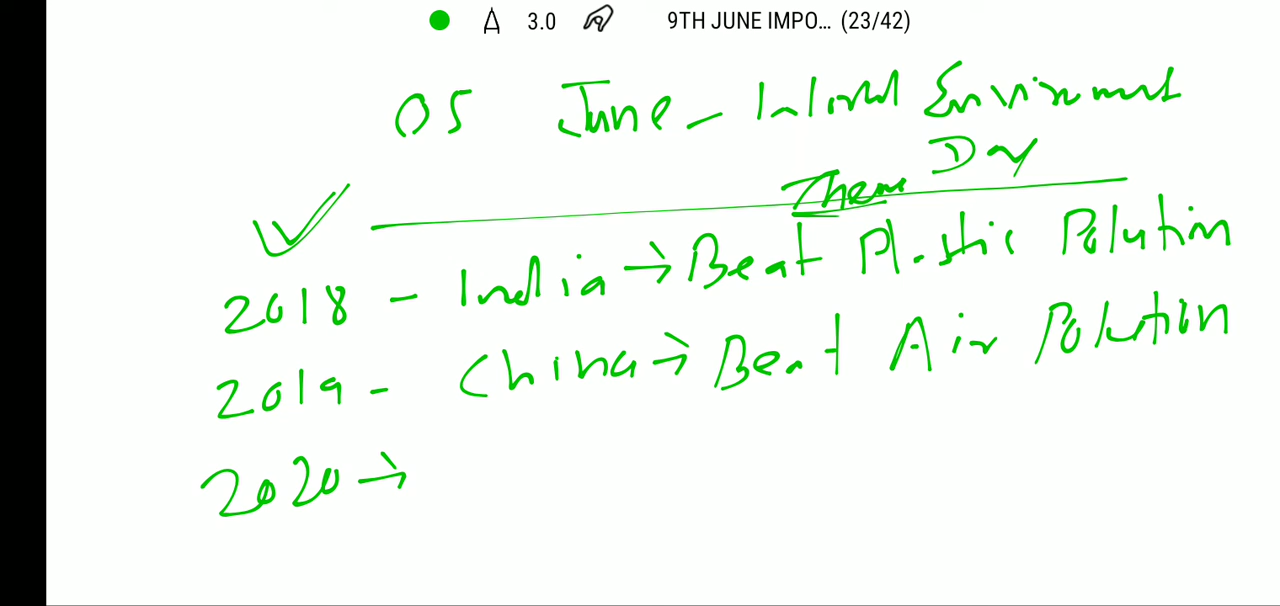 3.0 9TH JUNE IMPO... (23/42)
05 June - World Environment
Day
Them
2018 - India → Beat Plastic Polution
2019 - China → Beat Air Polution
2020 →